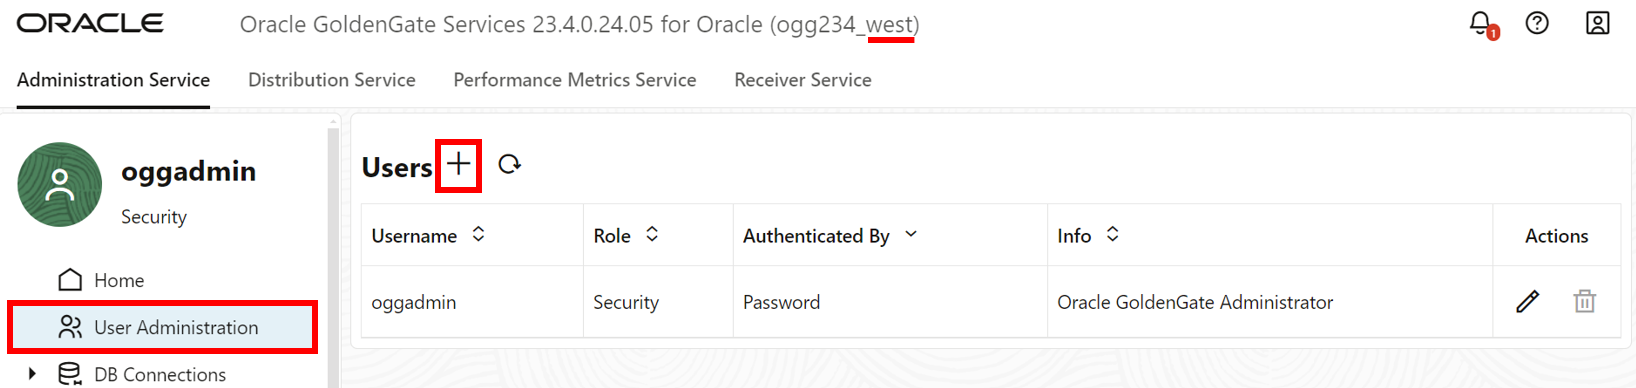 ORACLE Oracle GoldenGate Services 23.4.0.24.05 for Oracle (ogg234_west)
1
Administration Service Distribution Service Performance Metrics Service Receiver Service
oggadmin
Security
Home
User Administration
DB Connections
Users
Username Role Authenticated By Info Actions
oggadmin Security Password Oracle GoldenGate Administrator